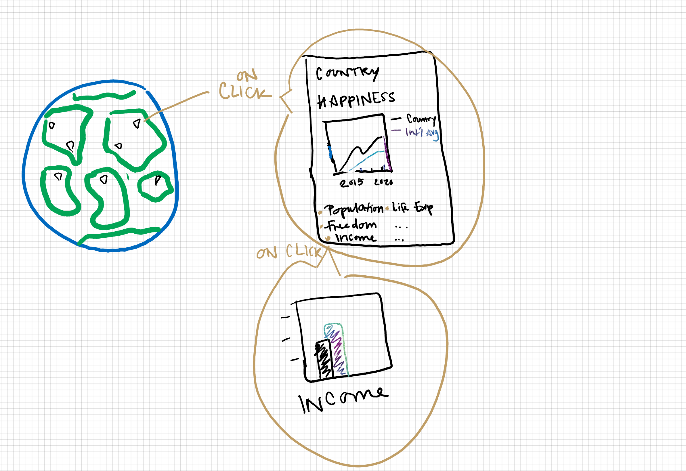 ON
CLICK
COUNTRY
HAPPINESS
Country
Int'l Avg
2015 2020
Population • Life Exp
Freedom ...
Income ...
ON CLICK
INCOME